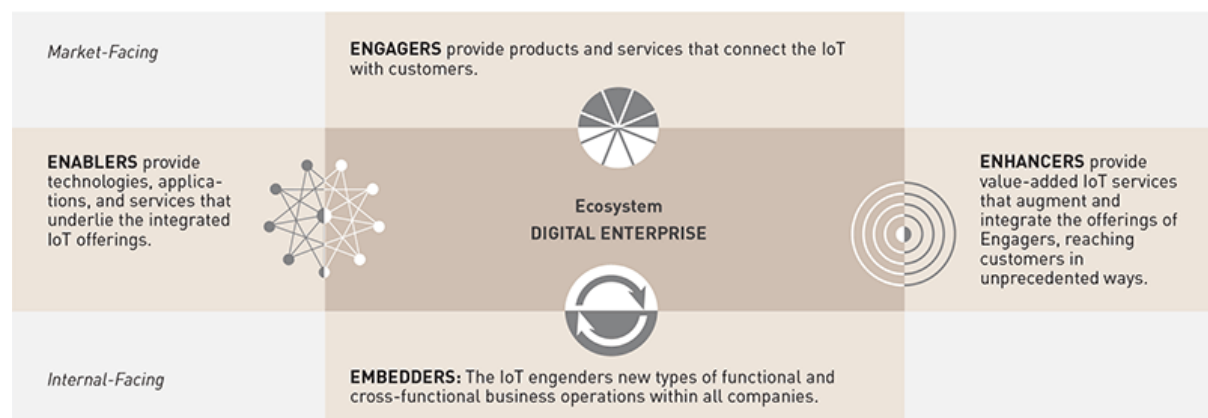 Market-Facing
ENGAGERS provide products and services that connect the IoT
with customers.
ENABLERS provide
technologies, applica-
tions, and services that
underlie the integrated
IoT offerings.
Ecosystem
DIGITAL ENTERPRISE
ENHANCERS provide
value-added IoT services
that augment and
integrate the offerings of
Engagers, reaching
customers in
unprecedented ways.
Internal-Facing
EMBEDDERS: The IoT engenders new types of functional and
cross-functional business operations within all companies.